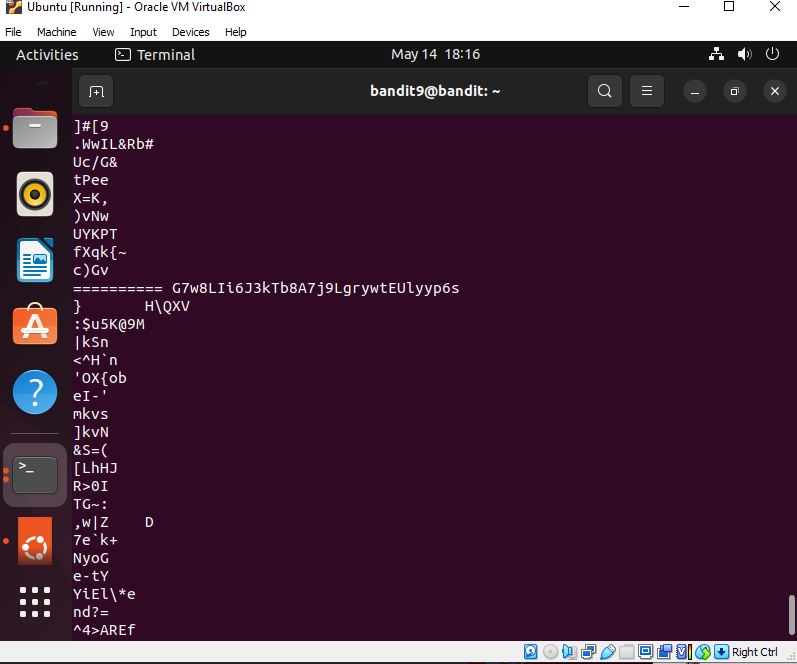 Ubuntu [Running] - Oracle VM VirtualBox
File Machine View Input Devices Help
Activities Terminal May 14 18:16
bandit9@bandit: ~
]#[9
.WwIL&Rb#
Uc/G&
tPee
X=K,
)vNw
UYKPT
fXqk{~
c)Gv
========== G7w8LIi6J3kTb8A7j9LgrywtEUlyyp6s
} H\QXV
:$u5K@9M
|kSn
<^H`n
'OX{ob
eI-'
mkvs
]kvN
&S=(
[LhHJ
R>0I
TG~:
,w|Z D
7e`k+
NyoG
e-tY
YiEl\*e
nd?=
^4>AREf
Right Ctrl